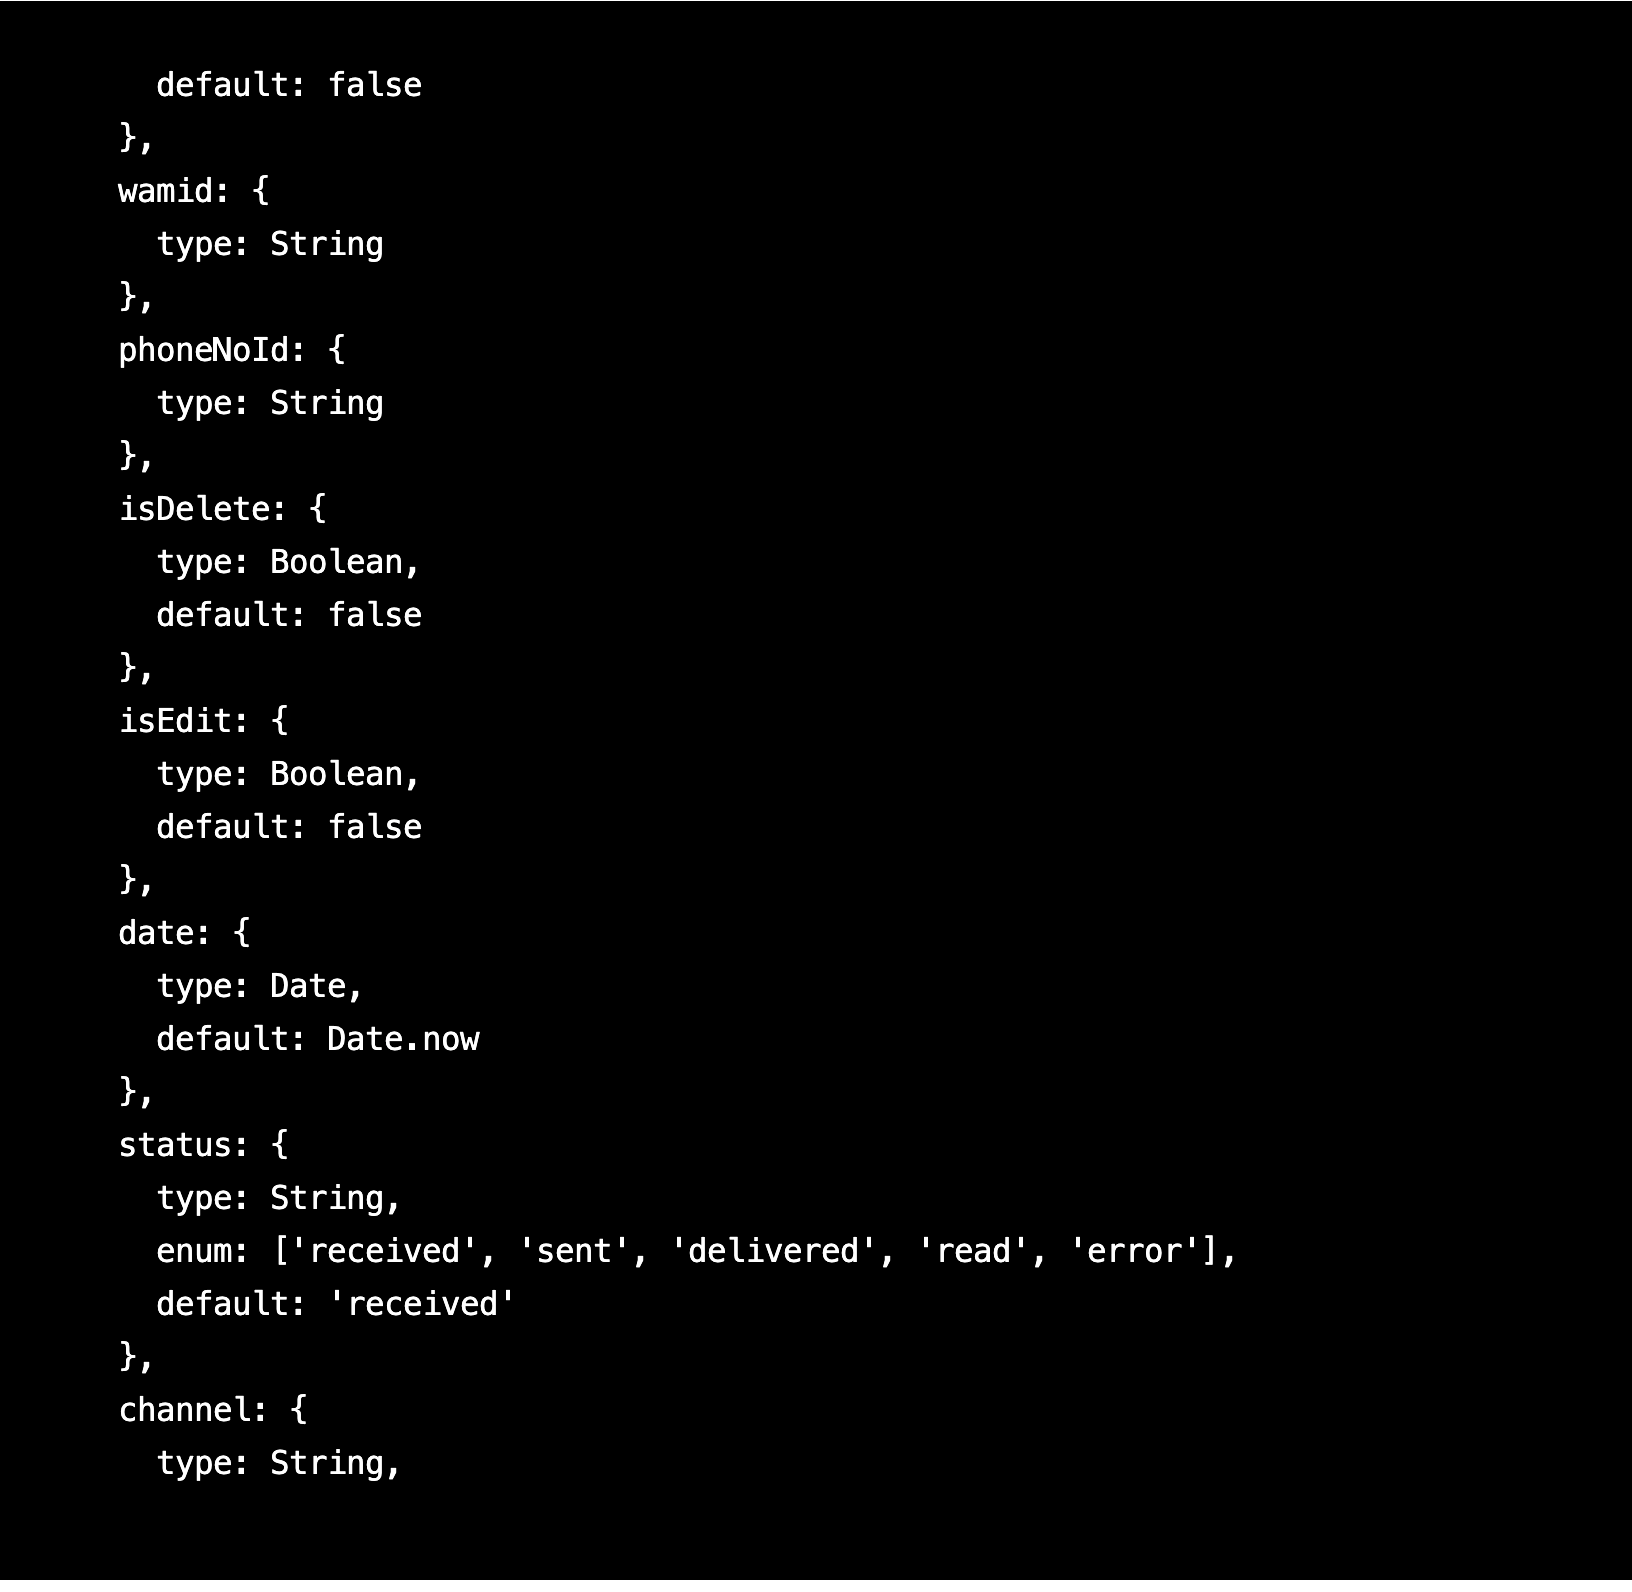 default: false
},
wamid: {
type: String
},
phoneNoId: {
type: String
},
isDelete: {
type: Boolean,
default: false
},
isEdit: {
type: Boolean,
default: false
},
date: {
type: Date,
default: Date.now
},
status: {
type: String,
enum: ['received', 'sent', 'delivered', 'read', 'error'],
default: 'received'
},
channel: {
type: String,